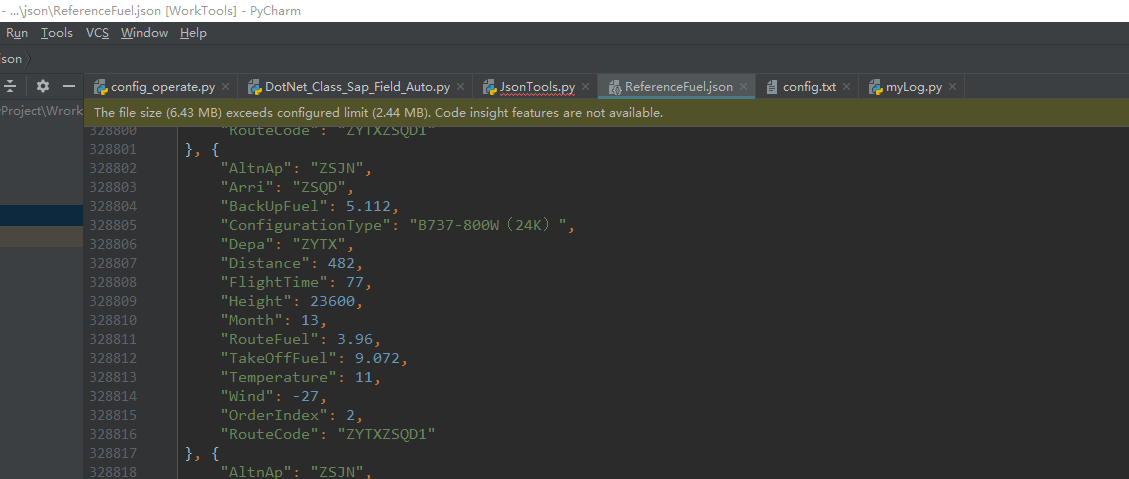 - ...\json\ReferenceFuel.json [WorkTools] - PyCharm
Run Tools VCS Window Help
son
config_operate.py DotNet_Class_Sap_Field_Auto.py JsonTools.py ReferenceFuel.json config.txt myLog.py
Project\Wrork
The file size (6.43 MB) exceeds configured limit (2.44 MB). Code insight features are not available.
328800 "RouteCode": "ZYTXZSQD1"
328801 }, {
328802 "AltnAp": "ZSJN",
328803 "Arri": "ZSQD",
328804 "BackUpFuel": 5.112,
328805 "ConfigurationType": "B737-800W（24K）",
328806 "Depa": "ZYTX",
328807 "Distance": 482,
328808 "FlightTime": 77,
328809 "Height": 23600,
328810 "Month": 13,
328811 "RouteFuel": 3.96,
328812 "TakeOffFuel": 9.072,
328813 "Temperature": 11,
328814 "Wind": -27,
328815 "OrderIndex": 2,
328816 "RouteCode": "ZYTXZSQD1"
328817 }, {
328818 "AltnAp": "ZSJN",